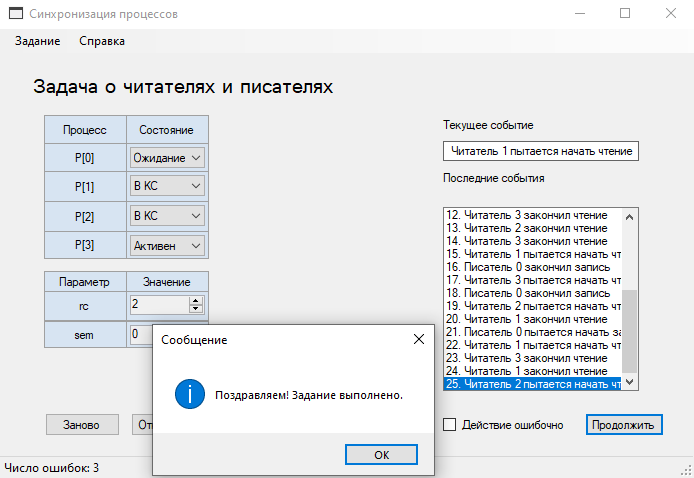 Синхронизация процессов
Задание Справка
Задача о читателях и писателях
Процесс Состояние
P[0] Ожидание
P[1] В КС
P[2] В КС
P[3] Активен
Параметр Значение
rc 2
sem 0
Заново
Текущее событие
Читатель 1 пытается начать чтение
Последние события
12. Читатель 3 закончил чтение
13. Читатель 2 закончил чтение
14. Читатель 3 закончил чтение
15. Читатель 1 пытается начать чт
16. Писатель 0 закончил запись
17. Читатель 3 пытается начать чт
18. Писатель 0 закончил запись
19. Читатель 2 пытается начать чт
20. Читатель 1 закончил чтение
21. Писатель 0 пытается начать за
22. Читатель 1 пытается начать чт
23. Читатель 3 закончил чтение
24. Читатель 1 закончил чтение
25. Читатель 2 пытается начать чт
Действие ошибочно Продолжить
Сообщение
Поздравляем! Задание выполнено.
OK
Число ошибок: 3